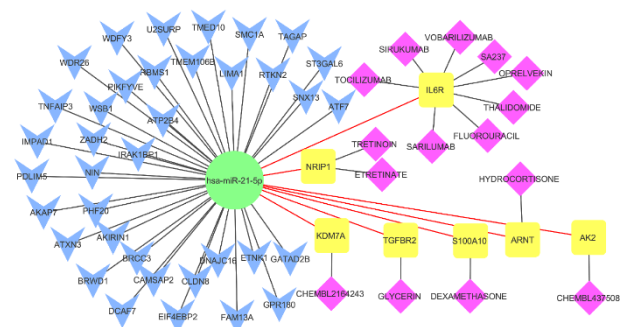 U2SURP
TMED10
WDFY3
SMC1A
TAGAP
VOBARILIZUMAB
SIRUKUMAB
SA237
WDR26
RBMS1
TMEM106B
LIMA1
RTKN2
ST3GAL6
TOCILIZUMAB
OPRELVEKIN
PIKFYVE
SNX13
IL6R
TNFAIP3
WSB1
ATP2B4
ATF7
THALIDOMIDE
IMPAD1
ZADH2
IRAK1BP1
FLUOROURACIL
TRETINOIN
SARILUMAB
PDLIM5
NIN
hsa-miR-21-5p
NRIP1
ETRETINATE
HYDROCORTISONE
AKAP7
PHF20
ATXN3
AKIRIN1
KDM7A
TGFBR2
S100A10
ARNT
AK2
BRWD1
BRCC3
CAMSAP2
CLDN8
DNAJC16
ETNK1
GATAD2B
DCAF7
EIF4EBP2
FAM13A
GPR180
CHEMBL2164243
GLYCERIN
DEXAMETHASONE
CHEMBL437508